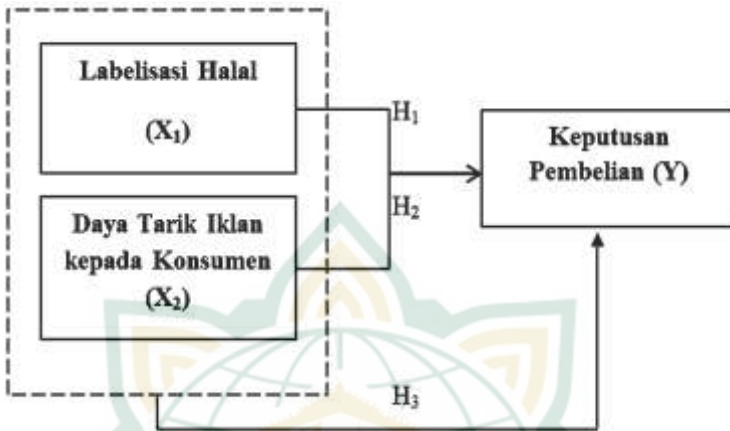 Labelisasi Halal
(X₁)
H₁
Keputusan
Pembelian (Y)
H₂
Daya Tarik Iklan
kepada Konsumen
(X₂)
H₃